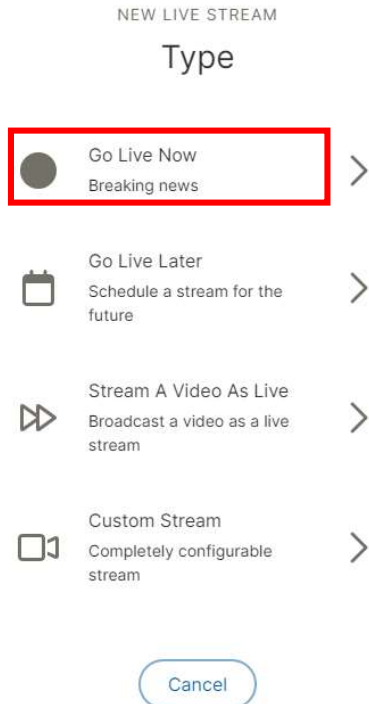 NEW LIVE STREAM
Type
Go Live Now
Breaking news
Go Live Later
Schedule a stream for the
future
Stream A Video As Live
Broadcast a video as a live
stream
Custom Stream
Completely configurable
stream
Cancel